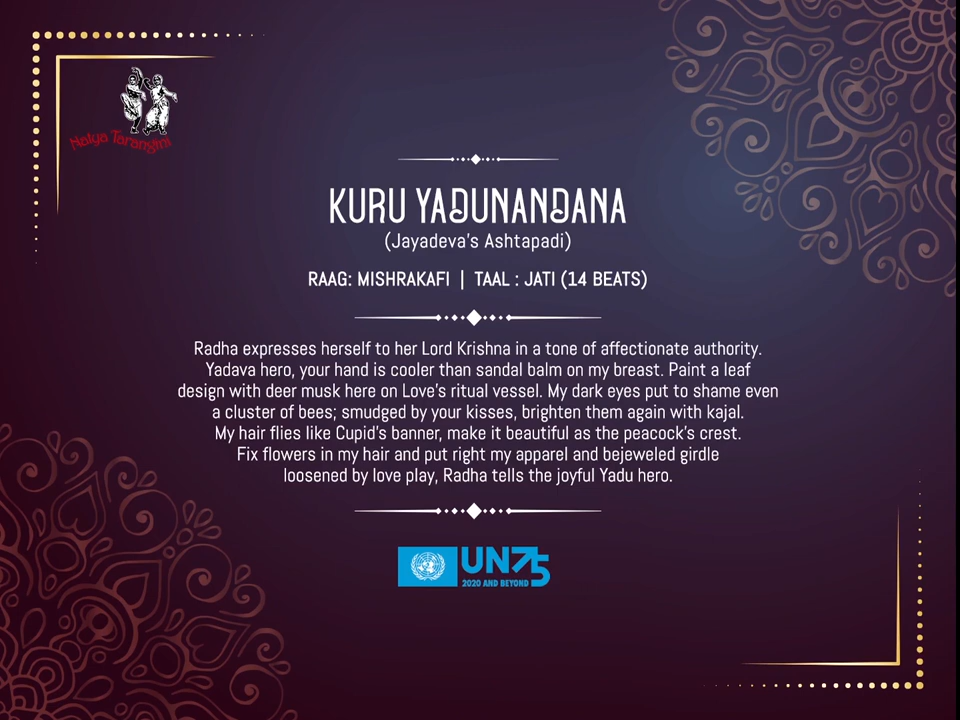 Natya Tarangini
KURU YADUNANDANA
(Jayadeva's Ashtapadi)
RAAG: MISHRAKAFI | TAAL : JATI (14 BEATS)
Radha expresses herself to her Lord Krishna in a tone of affectionate authority.
Yadava hero, your hand is cooler than sandal balm on my breast. Paint a leaf
design with deer musk here on Love's ritual vessel. My dark eyes put to shame even
a cluster of bees; smudged by your kisses, brighten them again with kajal.
My hair flies like Cupid's banner, make it beautiful as the peacock's crest.
Fix flowers in my hair and put right my apparel and bejeweled girdle
loosened by love play, Radha tells the joyful Yadu hero.
UN75
2020 AND BEYOND